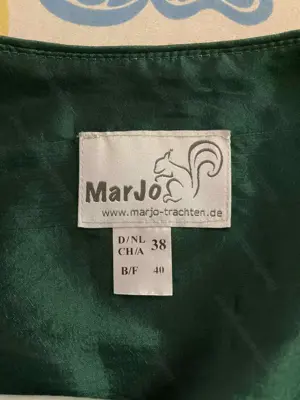 MarJo
www.marjo-trachten.de
D/NL 38
CH/A
B/F 40